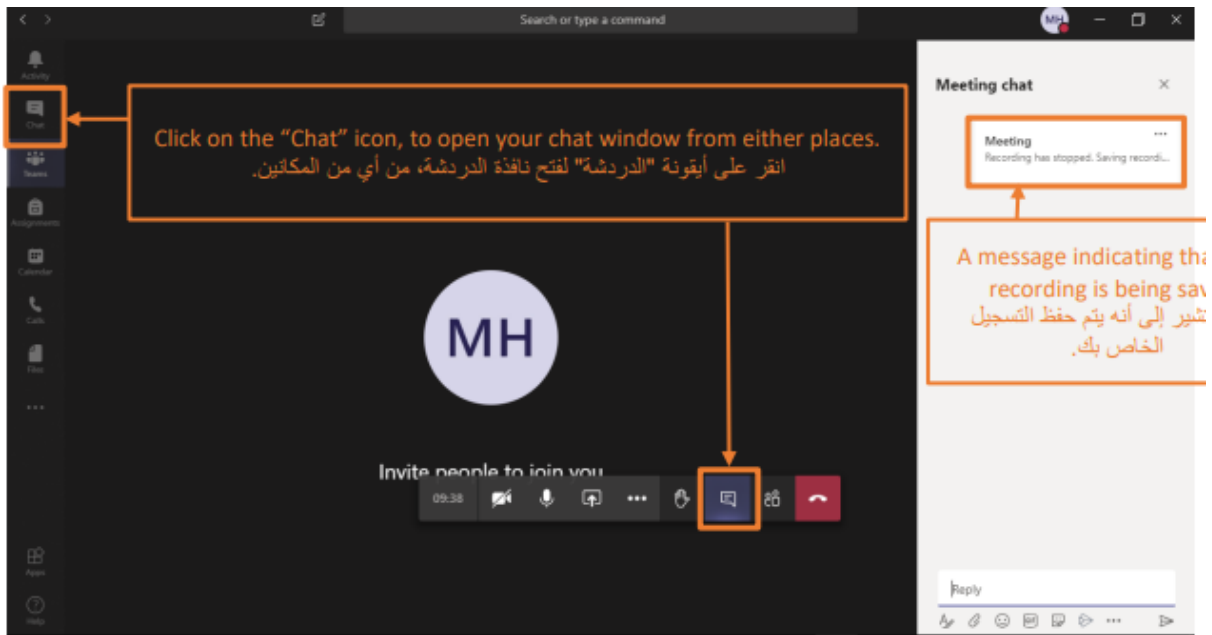 Search or type a command
MH
Activity
Chat
Teams
Assignments
Calendar
Calls
Files
Apps
Help
Click on the “Chat” icon, to open your chat window from either places.
انقر على أيقونة "الدردشة" لفتح نافذة الدردشة، من أي من المكانين.
MH
Invite people to join you
09:38
Meeting chat
Meeting
Recording has stopped. Saving recordi...
A message indicating tha
recording is being sav
تشير إلى أنه يتم حفظ التسجيل
الخاص بك.
Reply